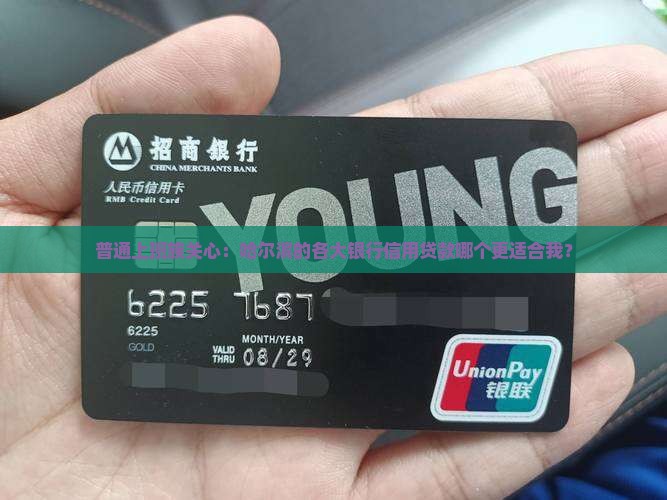 招商银行
CHINA MERCHANTS BANK
人民币信用卡
RMB Credit Card
YOUNG
普通上班族关心：哈尔滨的各大银行信用贷款哪个更适合我？
6225 7687
6225
GOLD
VALID THRU
MONTH/YEAR
08/29
UnionPay
银联